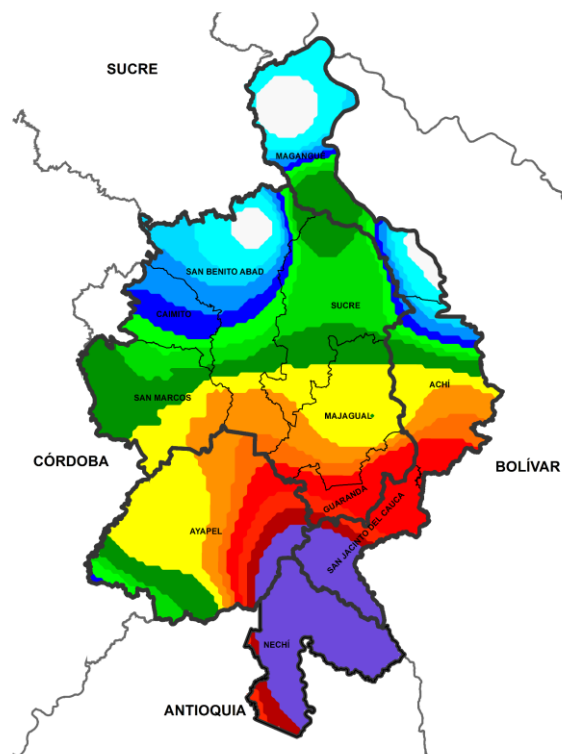 SUCRE
MAGANGUÉ
SAN BENITO ABAD
CAIMITO
SUCRE
ACHÍ
SAN MARCOS
MAJAGUAL
CÓRDOBA
BOLÍVAR
GUARANDA
AYAPEL
SAN JACINTO DEL CAUCA
NECHÍ
ANTIOQUIA